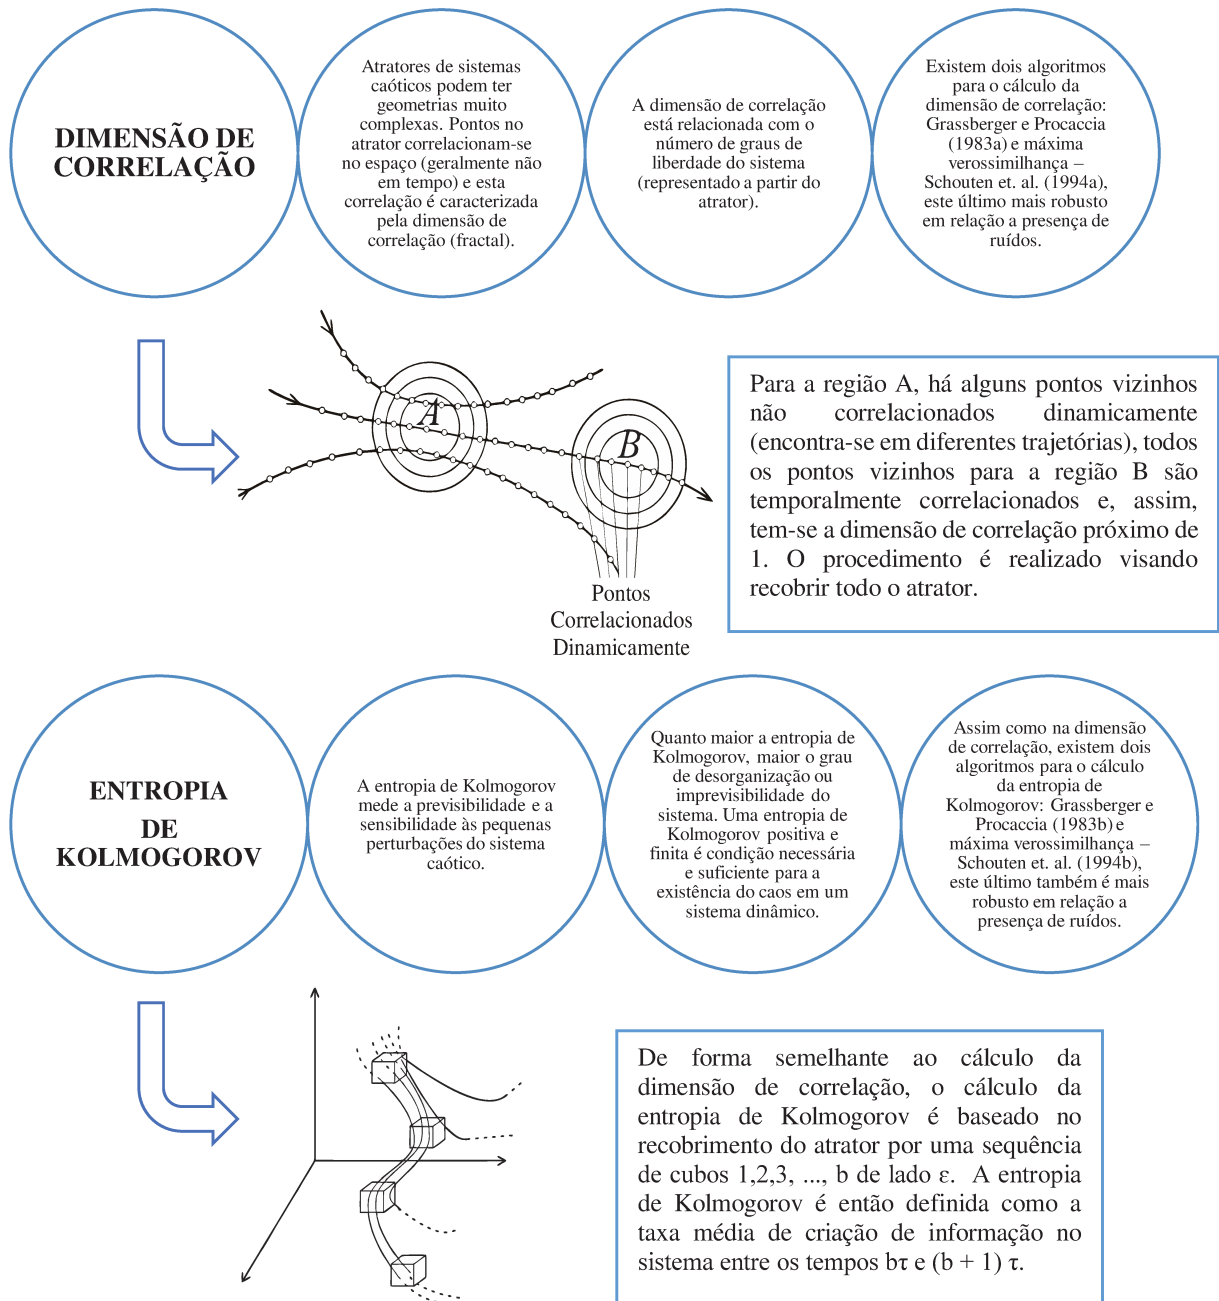 DIMENSÃO DE
CORRELAÇÃO
Atratores de sistemas
caóticos podem ter
geometrias muito
complexas. Pontos no
atrator correlacionam-se
no espaço (geralmente não
em tempo) e esta
correlação é caracterizada
pela dimensão de
correlação (fractal).
A dimensão de correlação
está relacionada com o
número de graus de
liberdade do sistema
(representado a partir do
atrator).
Existem dois algoritmos
para o cálculo da
dimensão de correlação:
Grassberger e Procaccia
(1983a) e máxima
verossimilhança –
Schouten et. al. (1994a),
este último mais robusto
em relação a presença de
ruídos.
A
B
Pontos
Correlacionados
Dinamicamente
Para a região A, há alguns pontos vizinhos
não correlacionados dinamicamente
(encontra-se em diferentes trajetórias), todos
os pontos vizinhos para a região B são
temporalmente correlacionados e, assim,
tem-se a dimensão de correlação próximo de
1. O procedimento é realizado visando
recobrir todo o atrator.
ENTROPIA
DE
KOLMOGOROV
A entropia de Kolmogorov
mede a previsibilidade e a
sensibilidade às pequenas
perturbações do sistema
caótico.
Quanto maior a entropia de
Kolmogorov, maior o grau
de desorganização ou
imprevisibilidade do
sistema. Uma entropia de
Kolmogorov positiva e
finita é condição necessária
e suficiente para a
existência do caos em um
sistema dinâmico.
Assim como na dimensão
de correlação, existem dois
algoritmos para o cálculo
da entropia de
Kolmogorov: Grassberger e
Procaccia (1983b) e
máxima verossimilhança –
Schouten et. al. (1994b),
este último também é mais
robusto em relação a
presença de ruídos.
De forma semelhante ao cálculo da
dimensão de correlação, o cálculo da
entropia de Kolmogorov é baseado no
recobrimento do atrator por uma sequência
de cubos 1,2,3, ..., b de lado ε. A entropia
de Kolmogorov é então definida como a
taxa média de criação de informação no
sistema entre os tempos bτ e (b + 1) τ.